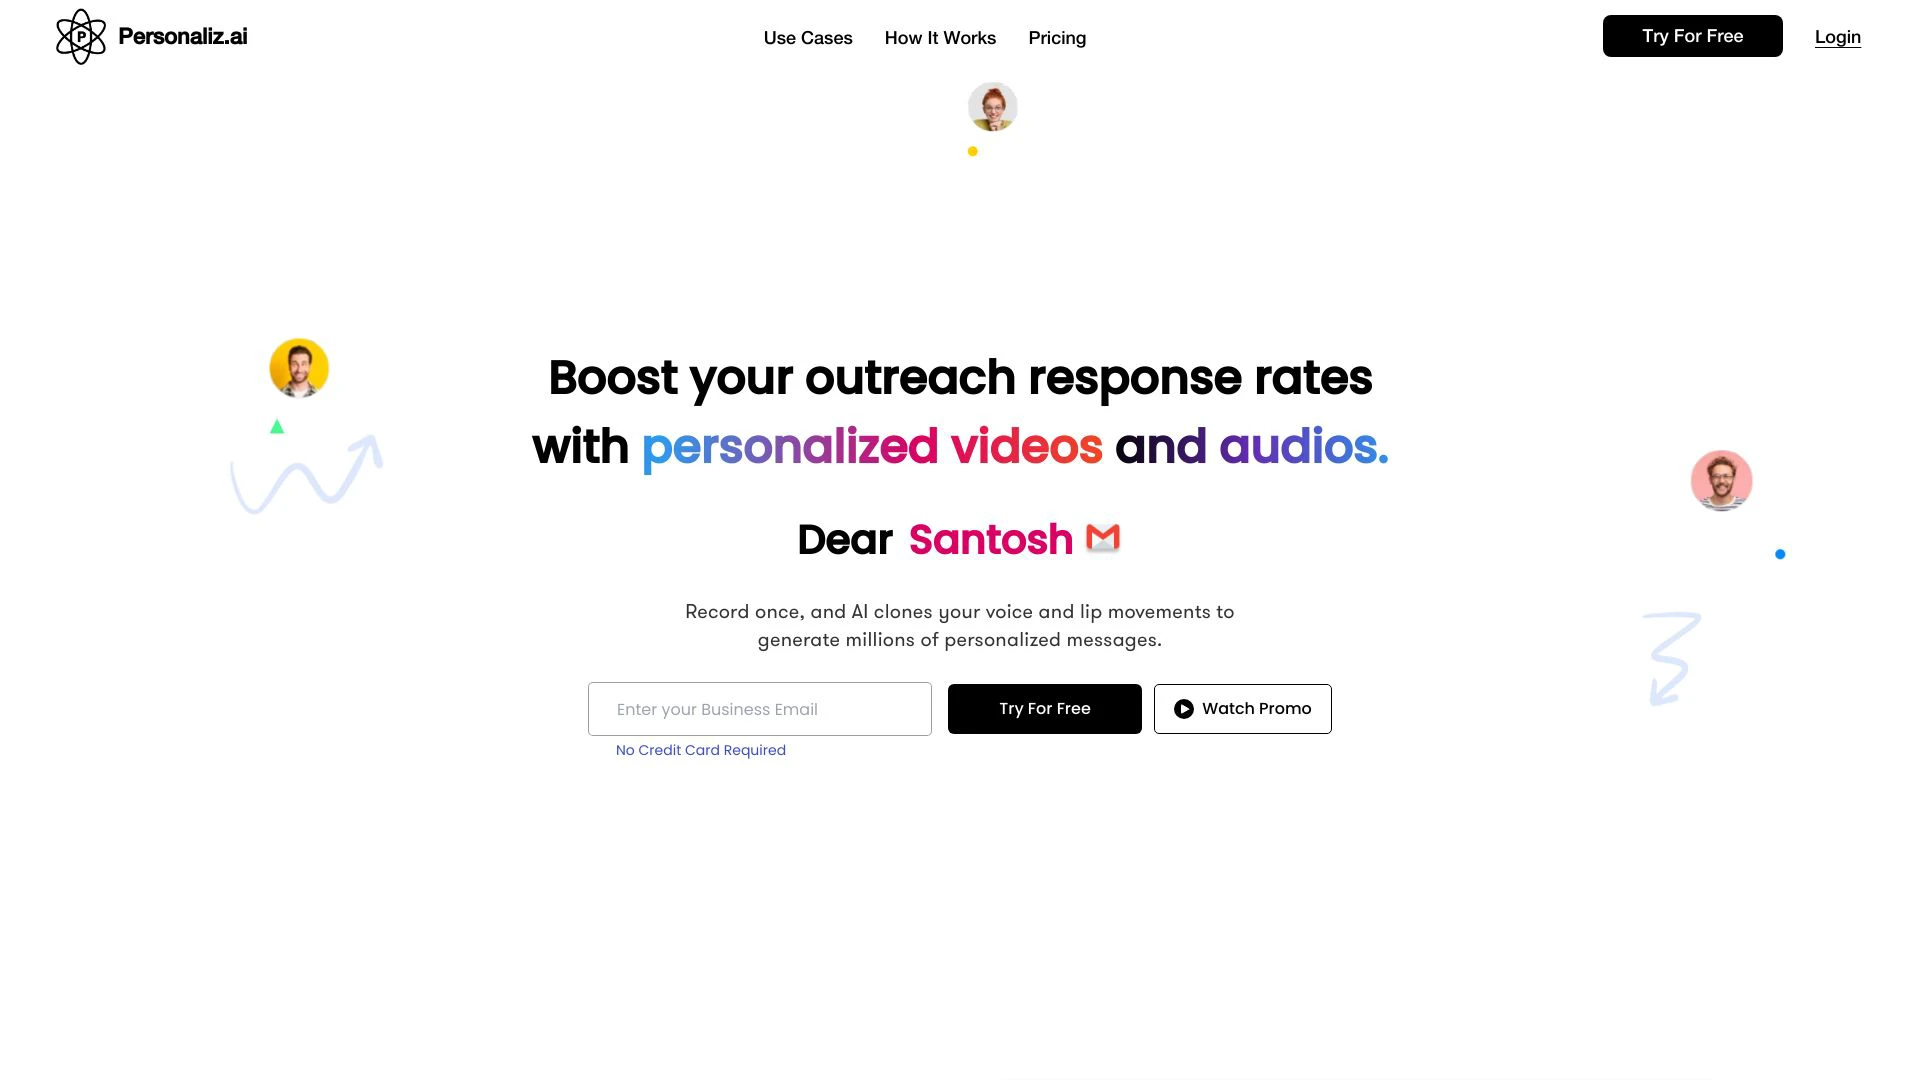 P
Personaliz.ai
Use Cases
How It Works
Pricing
Try For Free
Login
Boost your outreach response rates
with personalized videos and audios.
Dear Santosh
Record once, and AI clones your voice and lip movements to
generate millions of personalized messages.
Enter your Business Email
Try For Free
Watch Promo
No Credit Card Required